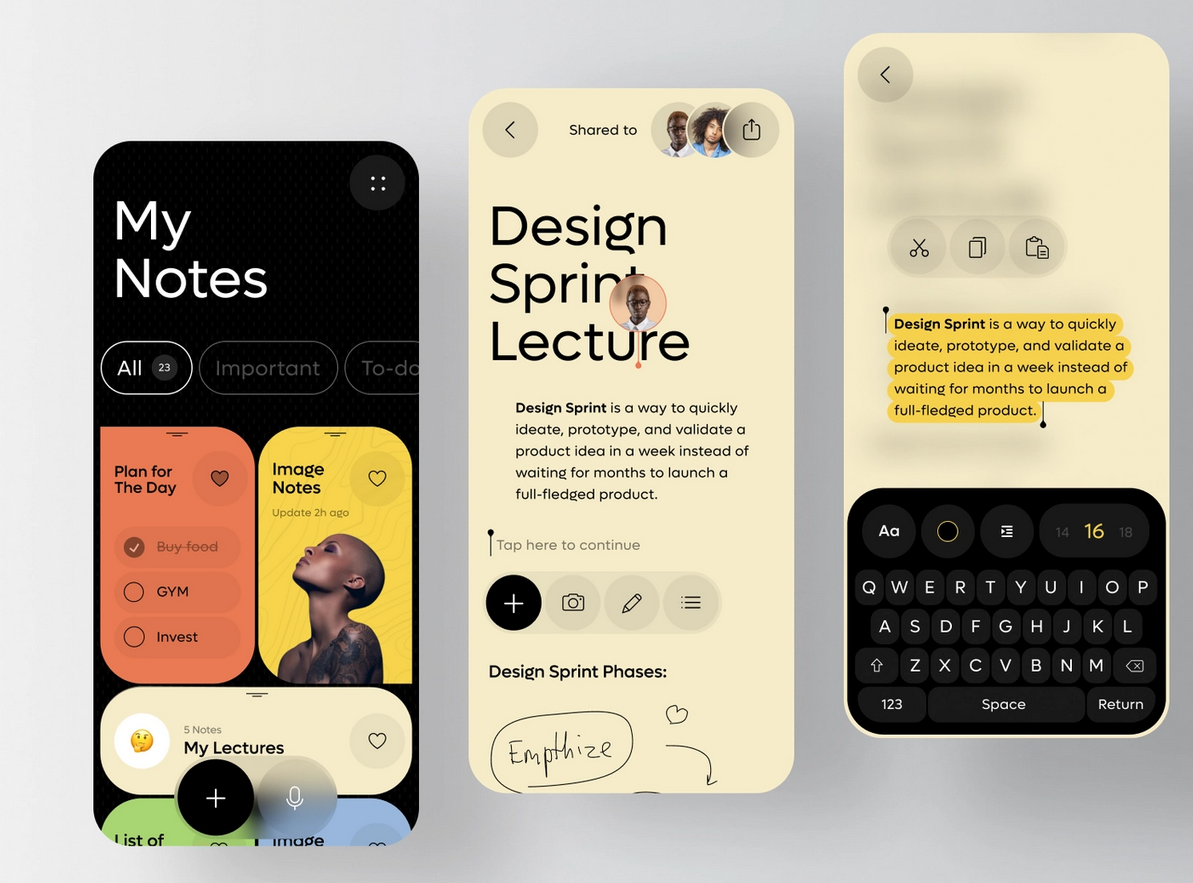 My
Notes
All 23 Important To-do
Plan for
The Day
Buy food
GYM
Invest
Image
Notes
Update 2h ago
5 Notes
My Lectures
List of
Image
Shared to
Design
Sprint
Lecture
Design Sprint is a way to quickly
ideate, prototype, and validate a
product idea in a week instead of
waiting for months to launch a
full-fledged product.
Tap here to continue
Design Sprint Phases:
Empthize
Design Sprint is a way to quickly
ideate, prototype, and validate a
product idea in a week instead of
waiting for months to launch a
full-fledged product.
Aa 14 16 18
Q W E R T Y U I O P
A S D F G H J K L
Z X C V B N M
123 Space Return